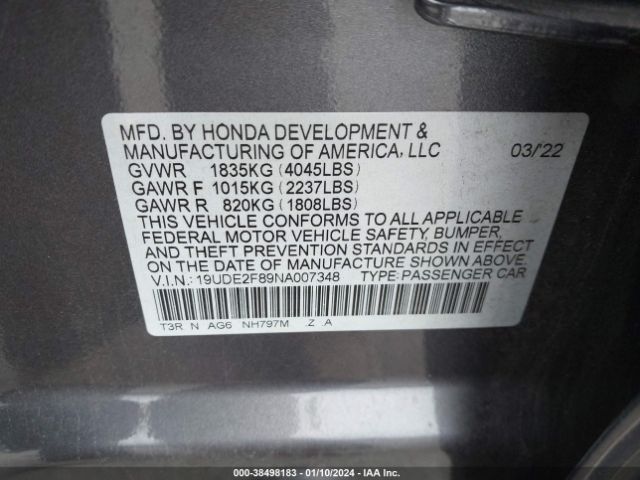 MFD. BY HONDA DEVELOPMENT &
MANUFACTURING OF AMERICA, LLC 03/'22
GVWR 1835KG (4045LBS)
GAWR F 1015KG (2237LBS)
GAWR R 820KG (1808LBS)
THIS VEHICLE CONFORMS TO ALL APPLICABLE
FEDERAL MOTOR VEHICLE SAFETY, BUMPER,
AND THEFT PREVENTION STANDARDS IN EFFECT
ON THE DATE OF MANUFACTURE SHOWN ABOVE.
V.I.N.: 19UDE2F89NA007348 TYPE: PASSENGER CAR
T3R N AG6 NH797M .Z .A
000-38498183 - 01/10/2024 - IAA Inc.